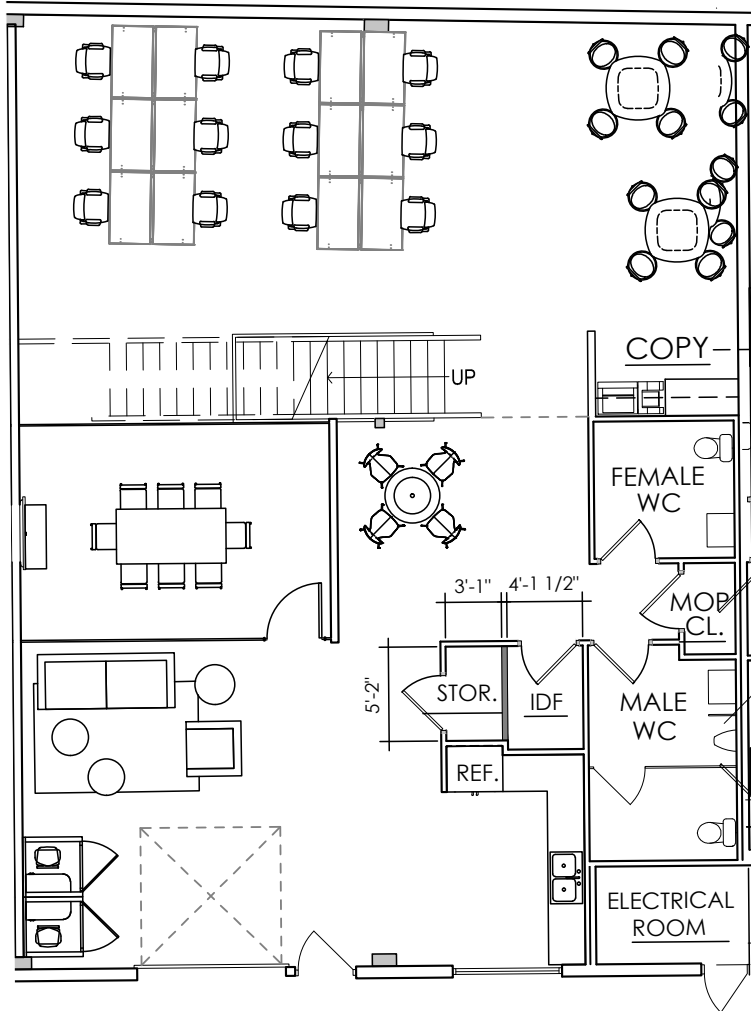 COPY
UP
FEMALE
WC
3'-1"
4'-1 1/2"
MOP
CL.
5'-2"
STOR.
IDF
MALE
WC
REF.
ELECTRICAL
ROOM